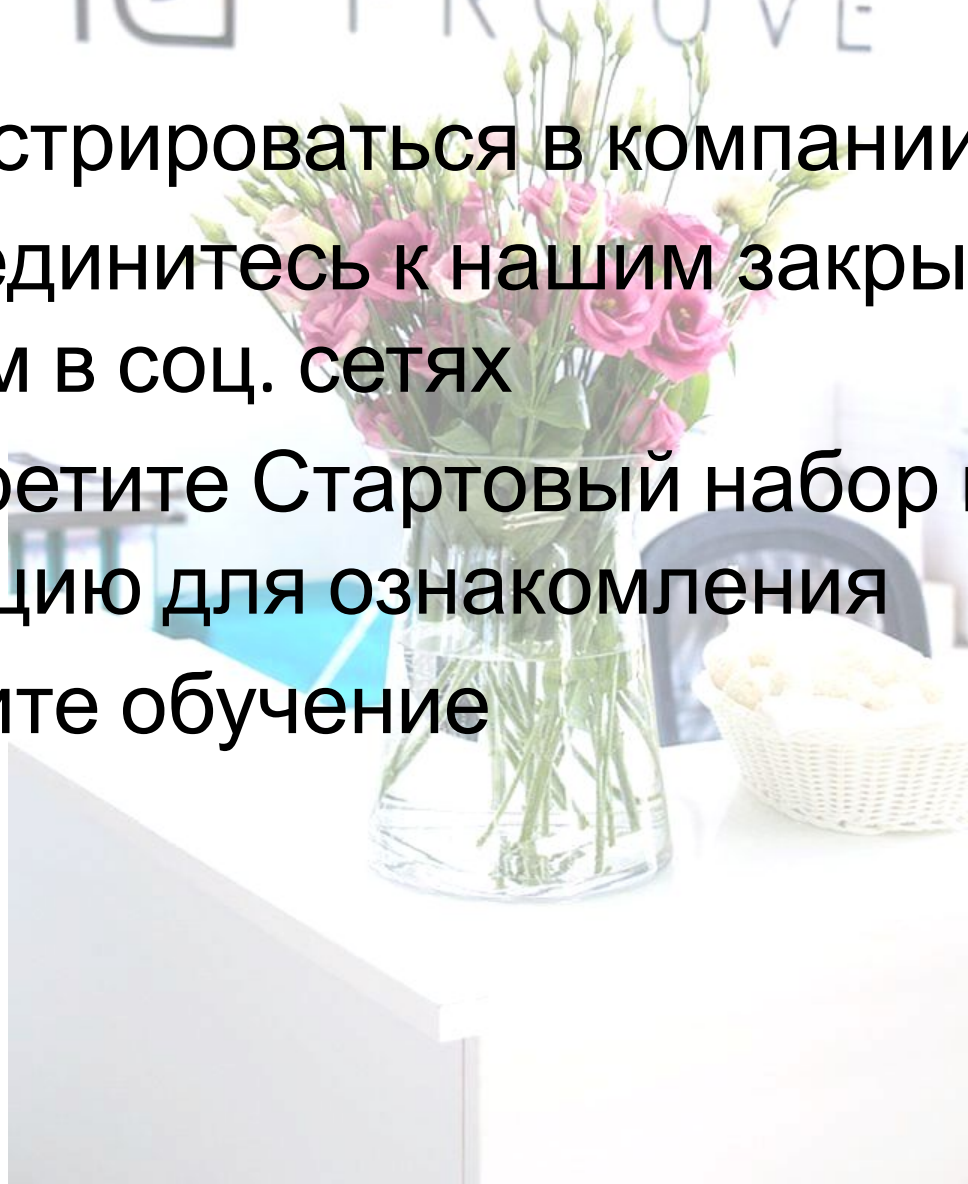 стрироваться в компании
единитесь к нашим закры
м в соц. сетях
ретите Стартовый набор
цию для ознакомления
ите обучение